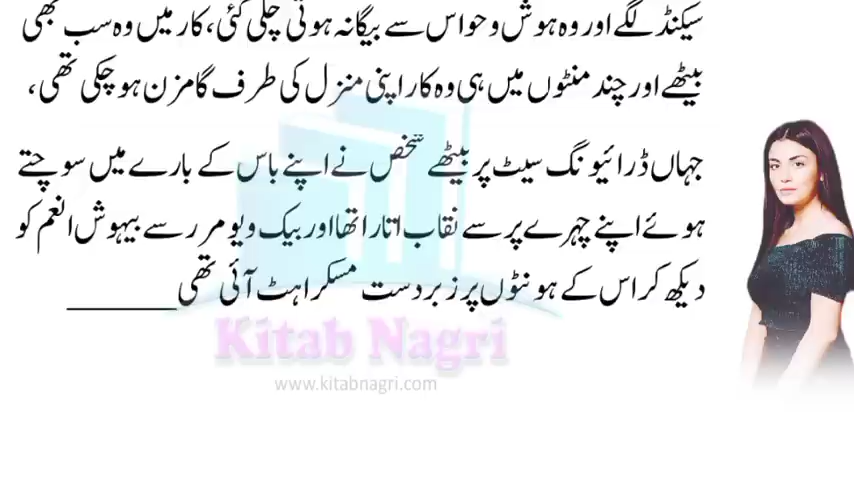 سیکنڈ لگے اور وہ ہوش و حواس سے بیگانہ ہوتی چلی گئی، کار میں وہ سب بھی
بیٹھے اور چند منٹوں میں ہی وہ کار اپنی منزل کی طرف گامزن ہو چکی تھی،
جہاں ڈرائیونگ سیٹ پر بیٹھے شخص نے اپنے باس کے بارے میں سوچتے
ہوئے اپنے چہرے پر سے نقاب اتارا تھا اور بیک ویو مرر سے بیہوش انعم کو
دیکھ کر اس کے ہونٹوں پر زبردست مسکراہٹ آئی تھی__________
Kitab Nagri
www.kitabnagri.com